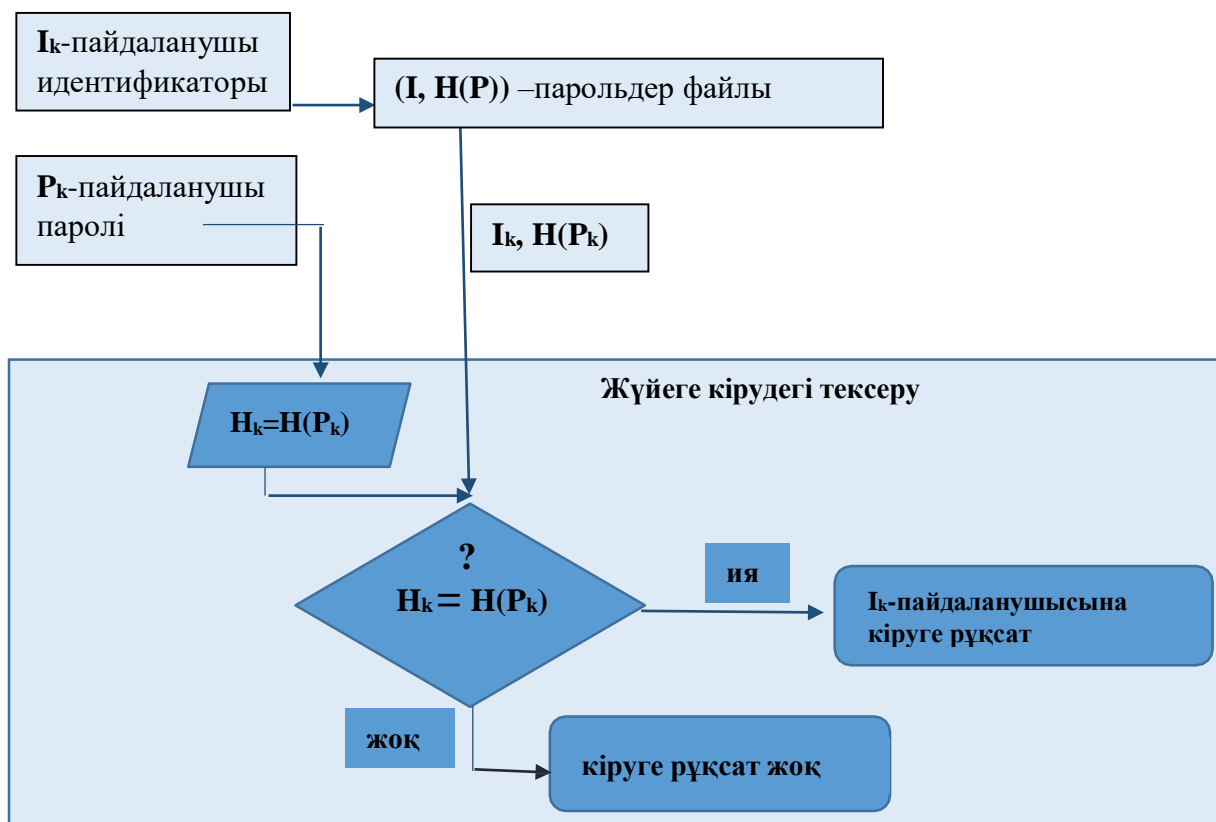 Iₖ-пайдаланушы
идентификаторы
(I, H(P)) –парольдер файлы
Pₖ-пайдаланушы
паролі
Iₖ, H(Pₖ)
Жүйеге кірудегі тексеру
Hₖ=H(Pₖ)
?
Hₖ = H(Pₖ)
ия
Iₖ-пайдаланушысына
кіруге рұқсат
жоқ
кіруге рұқсат жоқ